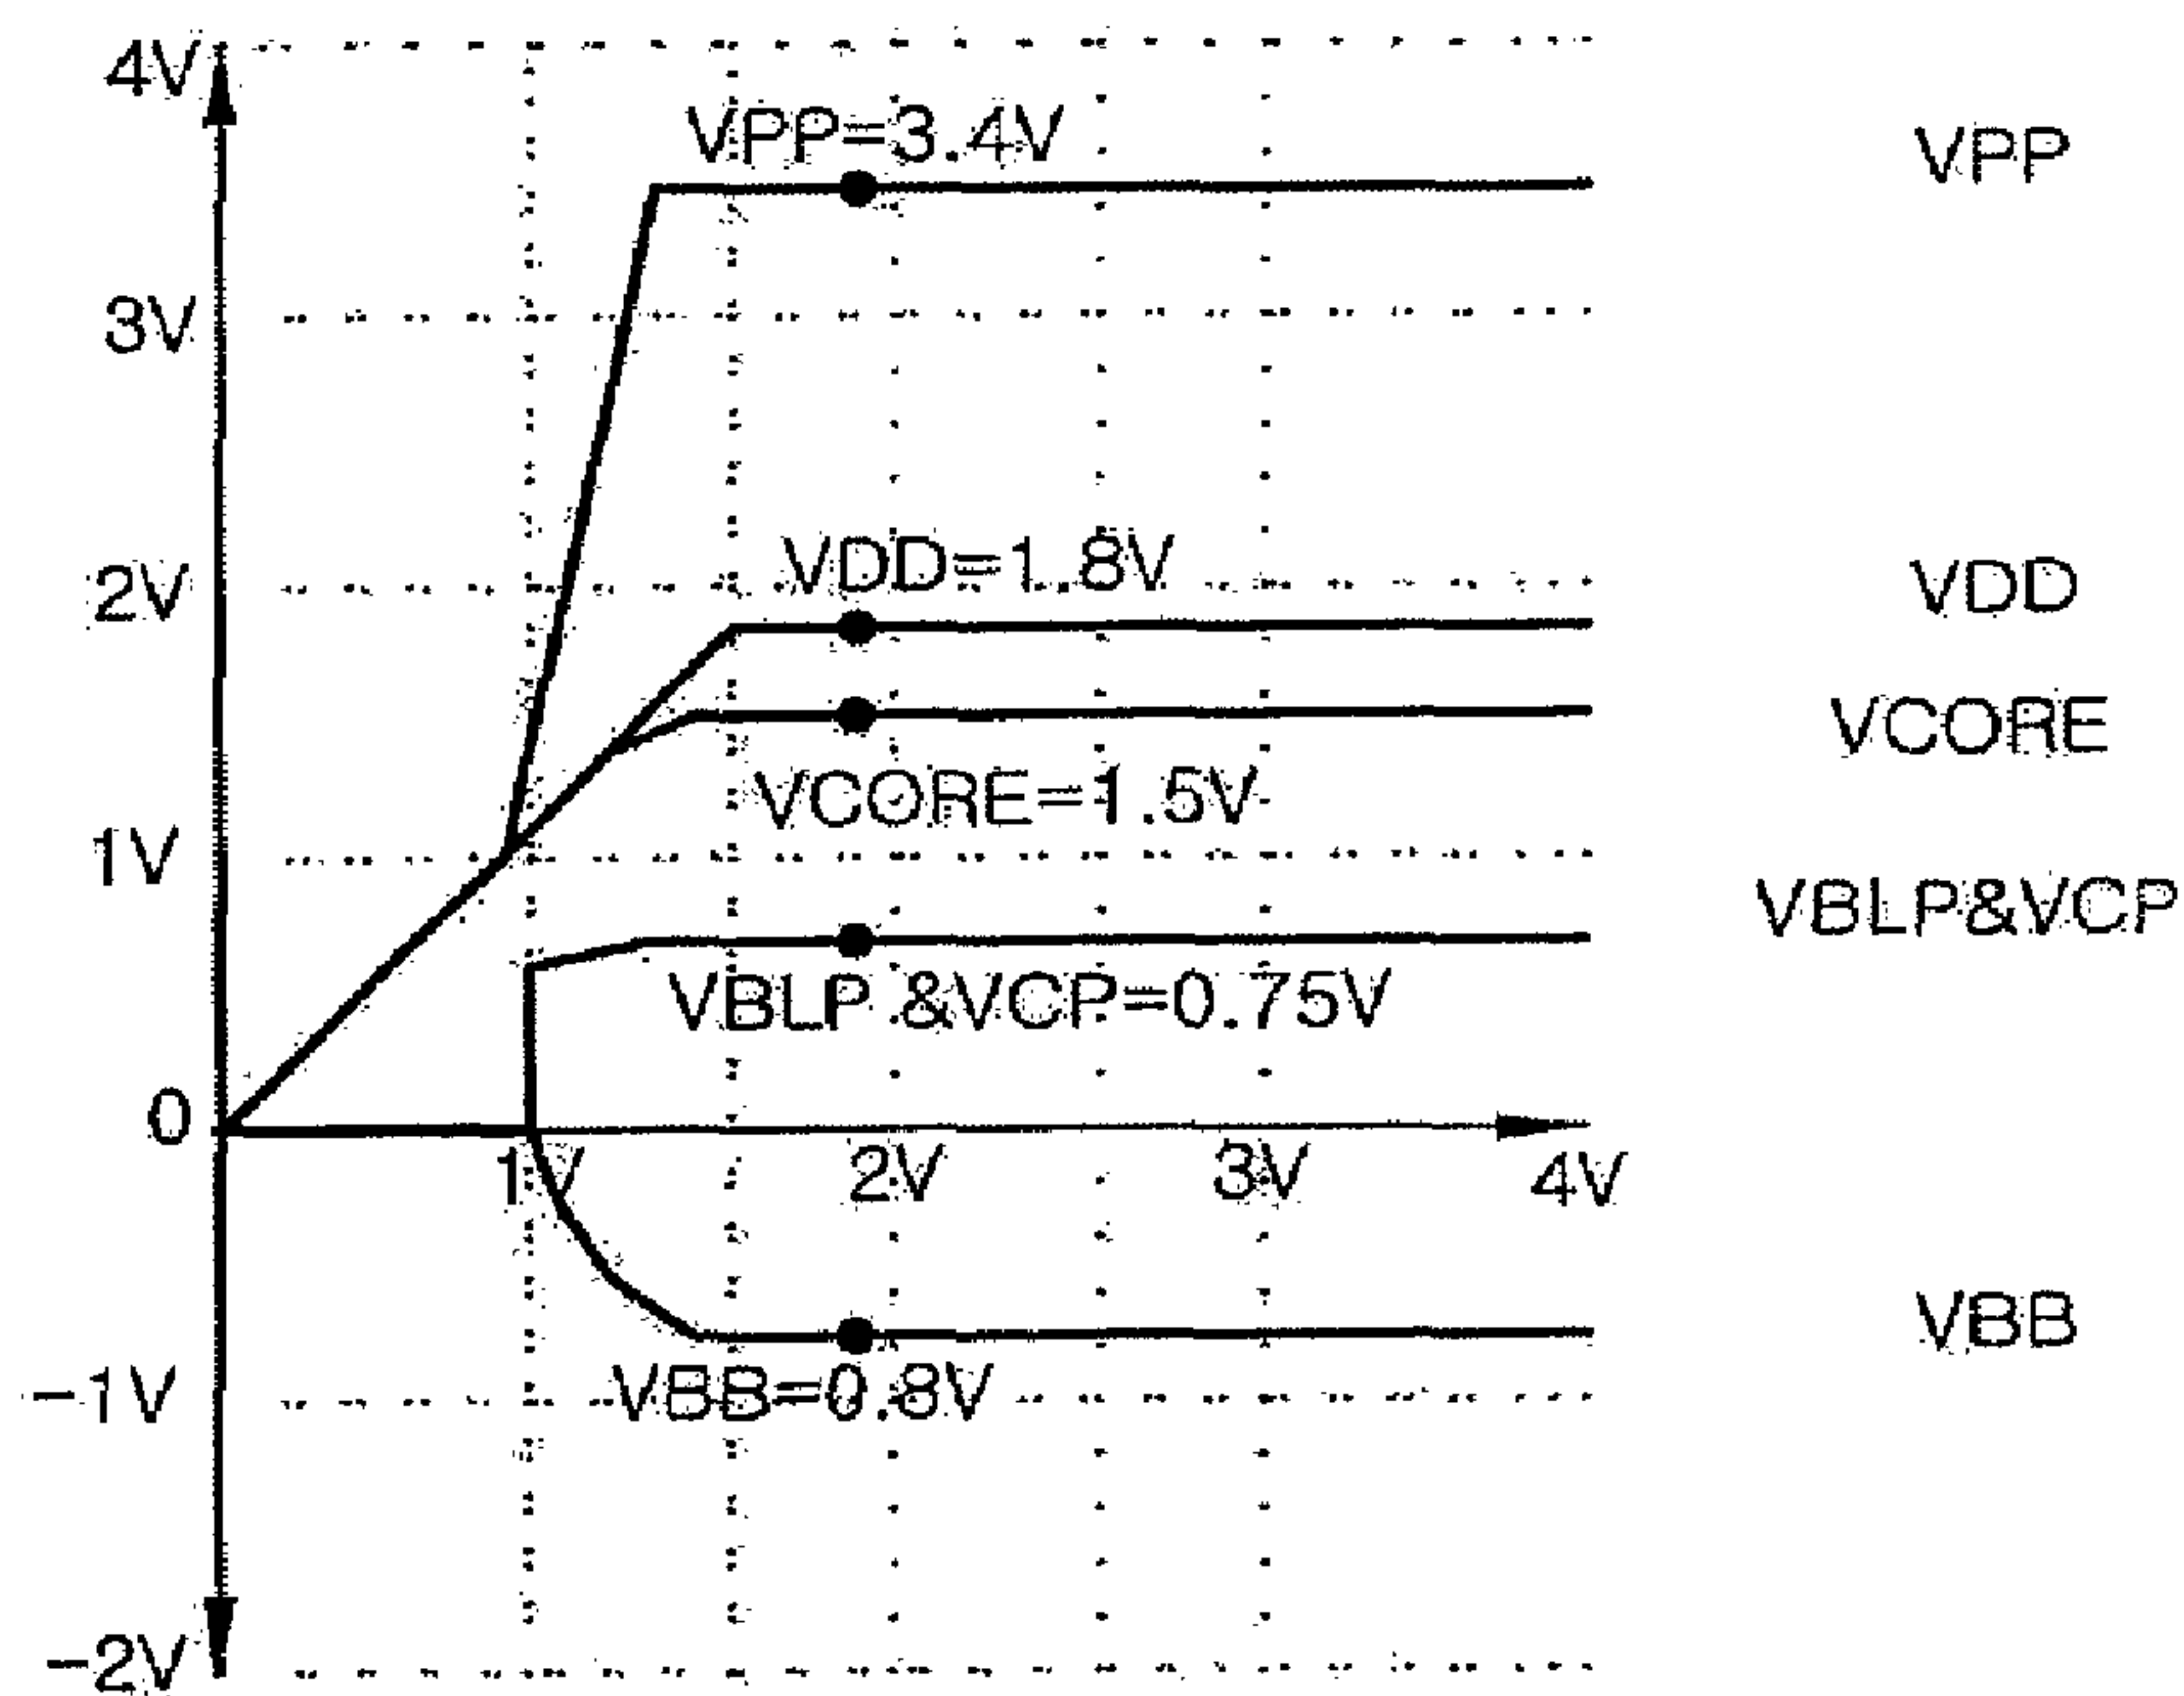 4V
VPP=3.4V
VPP
3V
2V
VDD=1.8V
VDD
VCORE
VCORE=1.5V
1V
VBLP&VCP
VBLP &VCP=0.75V
0
1V
2V
3V
4V
VBB
-1V
VBB=0.8V
-2V